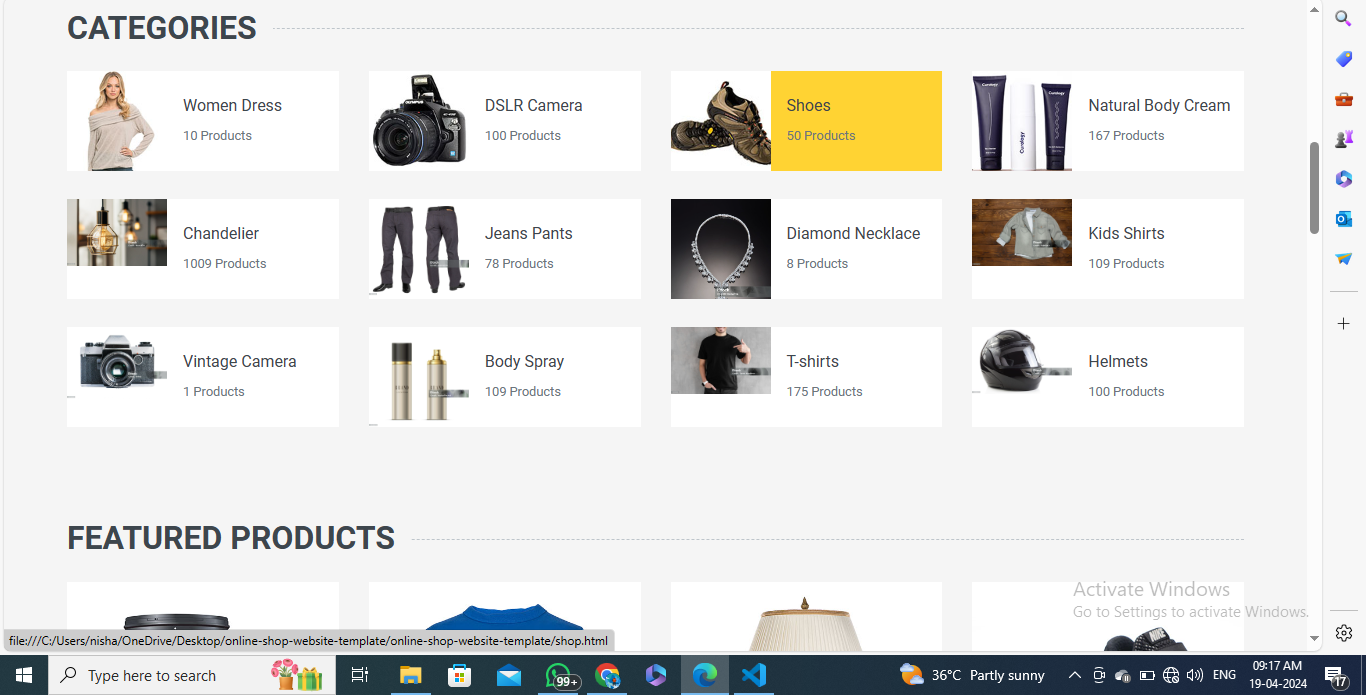 CATEGORIES
Women Dress
10 Products
OLYMPUS
DSLR Camera
100 Products
Shoes
50 Products
Curology
Curology
Curology
Natural Body Cream
167 Products
Chandelier
1009 Products
Jeans Pants
78 Products
Diamond Necklace
8 Products
Kids Shirts
109 Products
Vintage Camera
1 Products
Body Spray
109 Products
T-shirts
175 Products
Helmets
100 Products
FEATURED PRODUCTS
Activate Windows
Go to Settings to activate Windows.
file:///C:/Users/nisha/OneDrive/Desktop/online-shop-website-template/online-shop-website-template/shop.html
Type here to search
99+
36°C Partly sunny
ENG
09:17 AM
19-04-2024
17